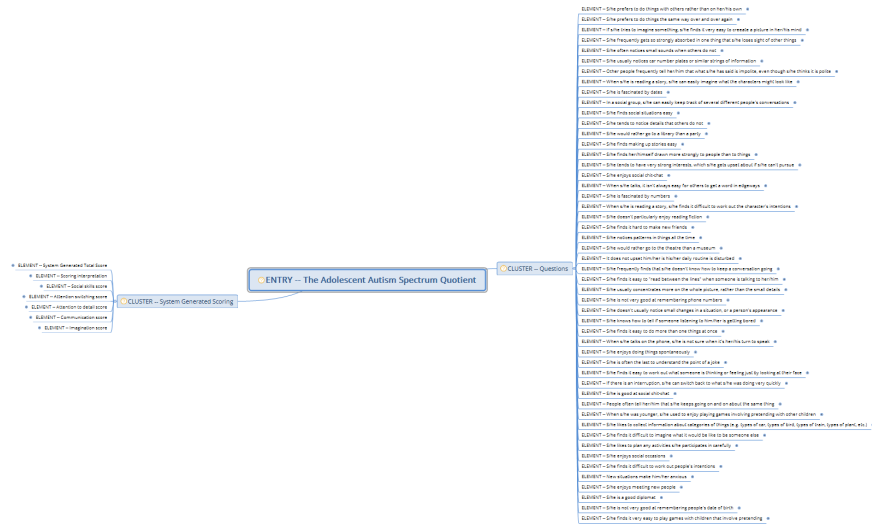 ELEMENT -- S/he prefers to do things with others rather than on her/his own
ELEMENT -- S/he prefers to do things the same way over and over again
ELEMENT -- If s/he tries to imagine something, s/he finds it very easy to create a picture in her/his mind
ELEMENT -- S/he frequently gets so strongly absorbed in one thing that s/he loses sight of other things
ELEMENT -- S/he often notices small sounds when others do not
ELEMENT -- S/he usually notices car number plates or similar strings of information
ELEMENT -- Other people frequently tell her/him that what s/he has said is impolite, even though s/he thinks it is polite
ELEMENT -- When s/he is reading a story, s/he can easily imagine what the characters might look like
ELEMENT -- S/he is fascinated by dates
ELEMENT -- In a social group, s/he can easily keep track of several different people's conversations
ELEMENT -- S/he finds social situations easy
ELEMENT -- S/he tends to notice details that others do not
ELEMENT -- S/he would rather go to a library than a party
ELEMENT -- S/he finds making up stories easy
ELEMENT -- S/he finds her/himself drawn more strongly to people than to things
ELEMENT -- S/he tends to have very strong interests, which s/he gets upset about if s/he can't pursue
ELEMENT -- S/he enjoys social chit-chat
ELEMENT -- When s/he talks, it isn't always easy for others to get a word in edgeways
ELEMENT -- S/he is fascinated by numbers
ELEMENT -- When s/he is reading a story, s/he finds it difficult to work out the character's intentions
ELEMENT -- S/he doesn't particularly enjoy reading fiction
ELEMENT -- S/he finds it hard to make new friends
ELEMENT -- S/he notices patterns in things all the time
ELEMENT -- S/he would rather go to the theatre than a museum
ELEMENT -- It does not upset him/her if his/her daily routine is disturbed
ELEMENT -- S/he frequently finds that s/he doesn't know how to keep a conversation going
ELEMENT -- S/he finds it easy to "read between the lines" when someone is talking to her/him
ELEMENT -- S/he usually concentrates more on the whole picture, rather than the small details
ELEMENT -- S/he is not very good at remembering phone numbers
ELEMENT -- S/he doesn't usually notice small changes in a situation, or a person's appearance
ELEMENT -- S/he knows how to tell if someone listening to him/her is getting bored
ELEMENT -- S/he finds it easy to do more than one things at once
ELEMENT -- When s/he talks on the phone, s/he is not sure when it's her/his turn to speak
ELEMENT -- S/he enjoys doing things spontaneously
ELEMENT -- S/he is often the last to understand the point of a joke
ELEMENT -- S/he finds it easy to work out what someone is thinking or feeling just by looking at their face
ELEMENT -- If there is an interruption, s/he can switch back to what s/he was doing very quickly
ELEMENT -- S/he is good at social chit-chat
ELEMENT -- People often tell her/him that s/he keeps going on and on about the same thing
ELEMENT -- When s/he was younger, s/he used to enjoy playing games involving pretending with other children
ELEMENT -- S/he likes to collect information about categories of things (e.g. types of car, types of bird, types of train, types of plant, etc.)
ELEMENT -- S/he finds it difficult to imagine what it would be like to be someone else
ELEMENT -- S/he likes to plan any activities s/he participates in carefully
ELEMENT -- S/he enjoys social occasions
ELEMENT -- S/he finds it difficult to work out people's intentions
ELEMENT -- New situations make him/her anxious
ELEMENT -- S/he enjoys meeting new people
ELEMENT -- S/he is a good diplomat
ELEMENT -- S/he is not very good at remembering people's date of birth
ELEMENT -- S/he finds it very easy to play games with children that involve pretending
CLUSTER -- Questions
ENTRY -- The Adolescent Autism Spectrum Quotient
CLUSTER -- System Generated Scoring
ELEMENT -- System Generated Total Score
ELEMENT -- Scoring interpretation
ELEMENT -- Social skills score
ELEMENT -- Attention switching score
ELEMENT -- Attention to detail score
ELEMENT -- Communication score
ELEMENT -- Imagination score